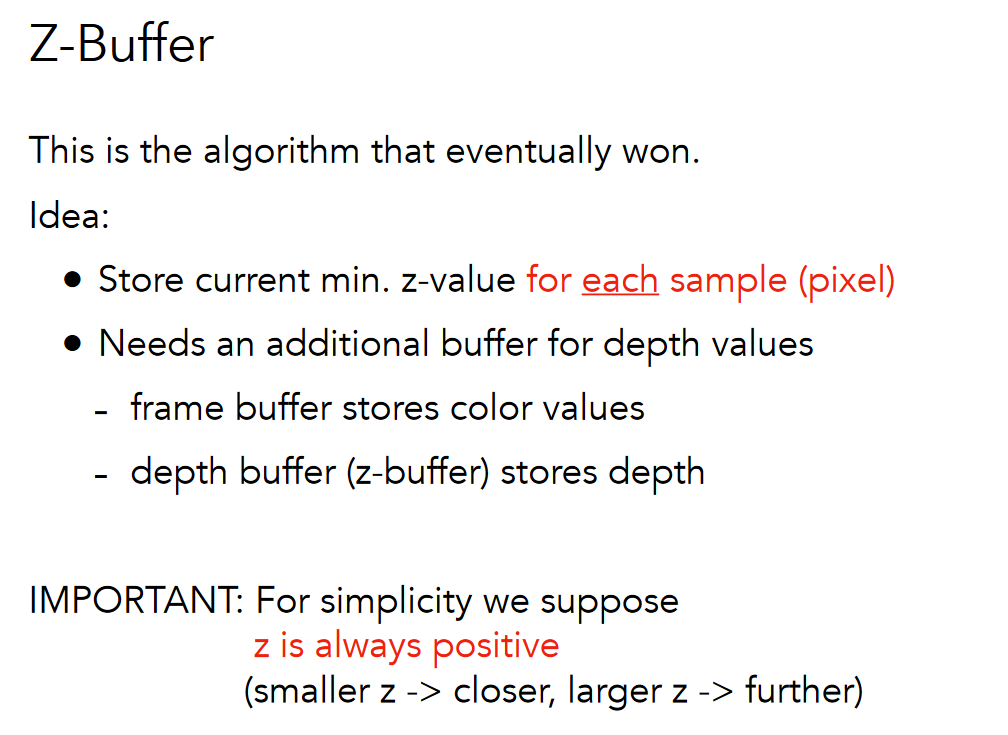 Z-Buffer
This is the algorithm that eventually won.
Idea:
• Store current min. z-value for each sample (pixel)
• Needs an additional buffer for depth values
- frame buffer stores color values
- depth buffer (z-buffer) stores depth
IMPORTANT: For simplicity we suppose
z is always positive
(smaller z -> closer, larger z -> further)